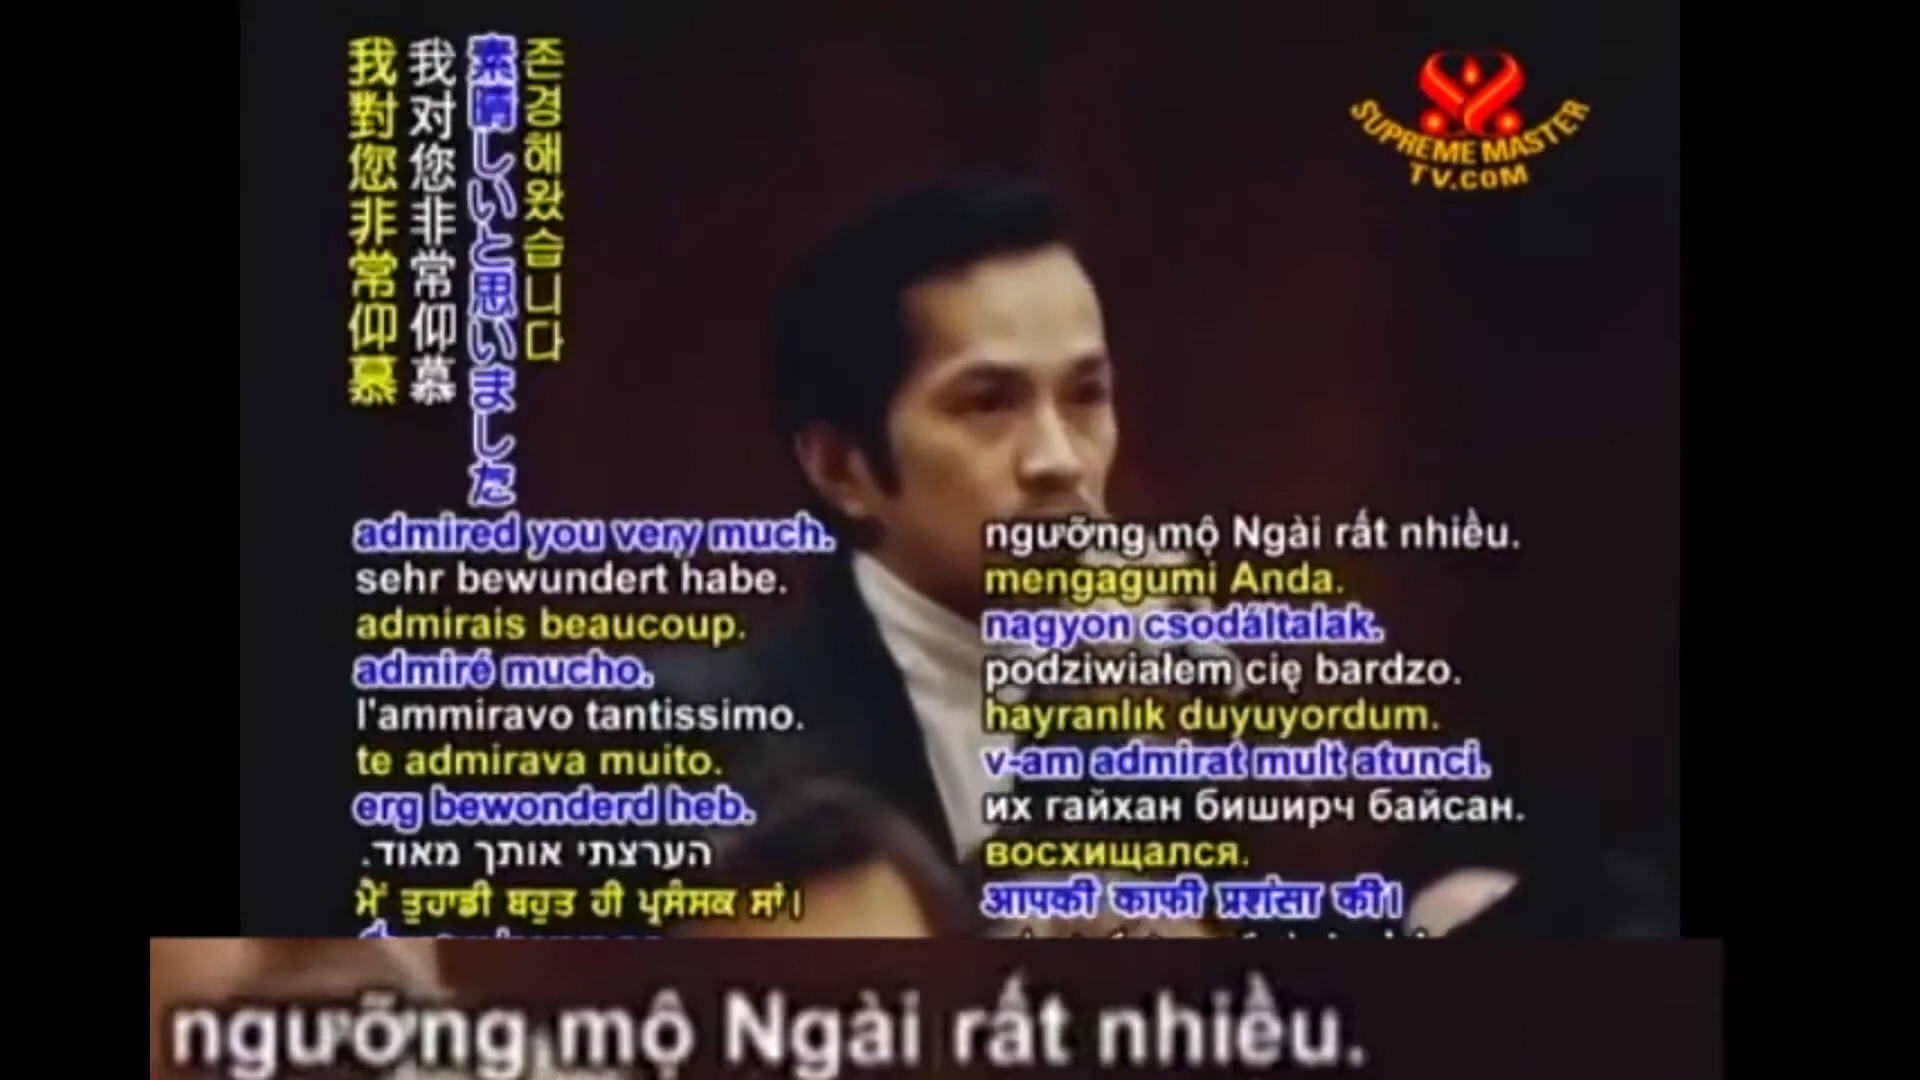 我對您非常仰慕
我对您非常仰慕
素晴しいと思いました
존경해왔습니다
SUPREME MASTER
TV.COM
admired you very much.
sehr bewundert habe.
admirais beaucoup.
admiré mucho.
l'ammiravo tantissimo.
te admirava muito.
erg bewonderd heb.
הערצתי אותך מאוד.
ਮੈਂ ਤੁਹਾਡੀ ਬਹੁਤ ਹੀ ਪ੍ਰਸੰਸਕ ਸਾਂ।
ngưỡng mộ Ngài rất nhiều.
mengagumi Anda.
nagyon csodáltalak.
podziwiałem cię bardzo.
hayranlık duyuyordum.
v-am admirat mult atunci.
их гайхан биширч байсан.
восхищался.
आपकी काफी प्रशंसा की।
ngưỡng mộ Ngài rất nhiều.